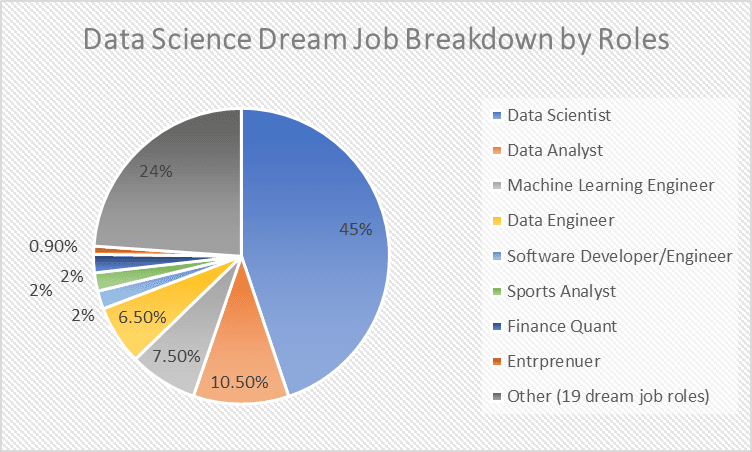 Data Science Dream Job Breakdown by Roles
24%
45%
0.90%
2%
2%
2%
6.50%
7.50%
10.50%
Data Scientist
Data Analyst
Machine Learning Engineer
Data Engineer
Software Developer/Engineer
Sports Analyst
Finance Quant
Entrprenuer
Other (19 dream job roles)